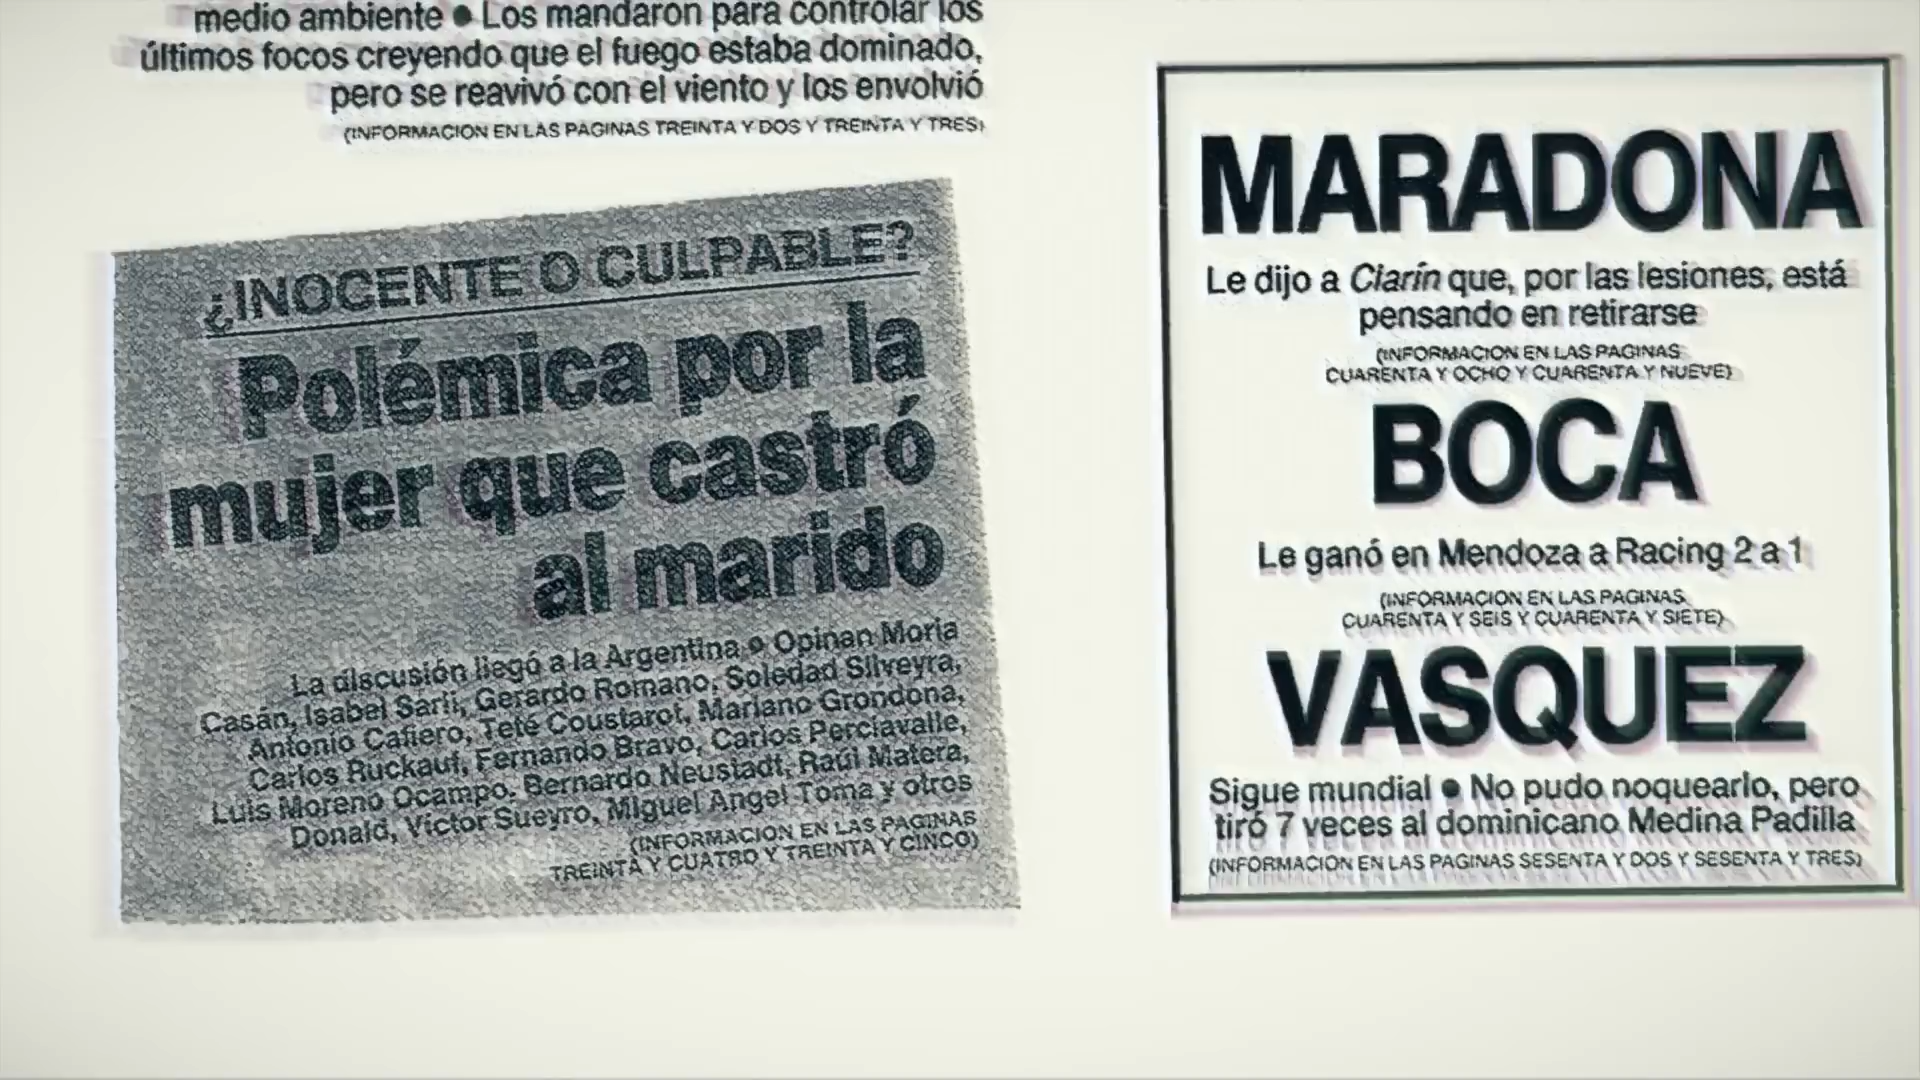 medio ambiente ● Los mandaron para controlar los
últimos focos creyendo que el fuego estaba dominado,
pero se reavivó con el viento y los envolvió
(INFORMACION EN LAS PAGINAS TREINTA Y DOS Y TREINTA Y TRES)
¿INOCENTE O CULPABLE?
Polémica por la
mujer que castró
al marido
La discusión llegó a la Argentina ● Opinan Moria
Casán, Isabel Sarli, Gerardo Romano, Soledad Silveyra,
Antonio Cafiero, Teté Coustarot, Mariano Grondona,
Carlos Ruckauf, Fernando Bravo, Carlos Perciavalle,
Luis Moreno Ocampo, Bernardo Neustadt, Raúl Matera,
Donald, Víctor Sueyro, Miguel Angel Toma y otros
(INFORMACION EN LAS PAGINAS
TREINTA Y CUATRO Y TREINTA Y CINCO)
MARADONA
Le dijo a Clarín que, por las lesiones, está
pensando en retirarse
(INFORMACION EN LAS PAGINAS
CUARENTA Y OCHO Y CUARENTA Y NUEVE)
BOCA
Le ganó en Mendoza a Racing 2 a 1
(INFORMACION EN LAS PAGINAS
CUARENTA Y SEIS Y CUARENTA Y SIETE)
VASQUEZ
Sigue mundial ● No pudo noquearlo, pero
tiró 7 veces al dominicano Medina Padilla
(INFORMACION EN LAS PAGINAS SESENTA Y DOS Y SESENTA Y TRES)